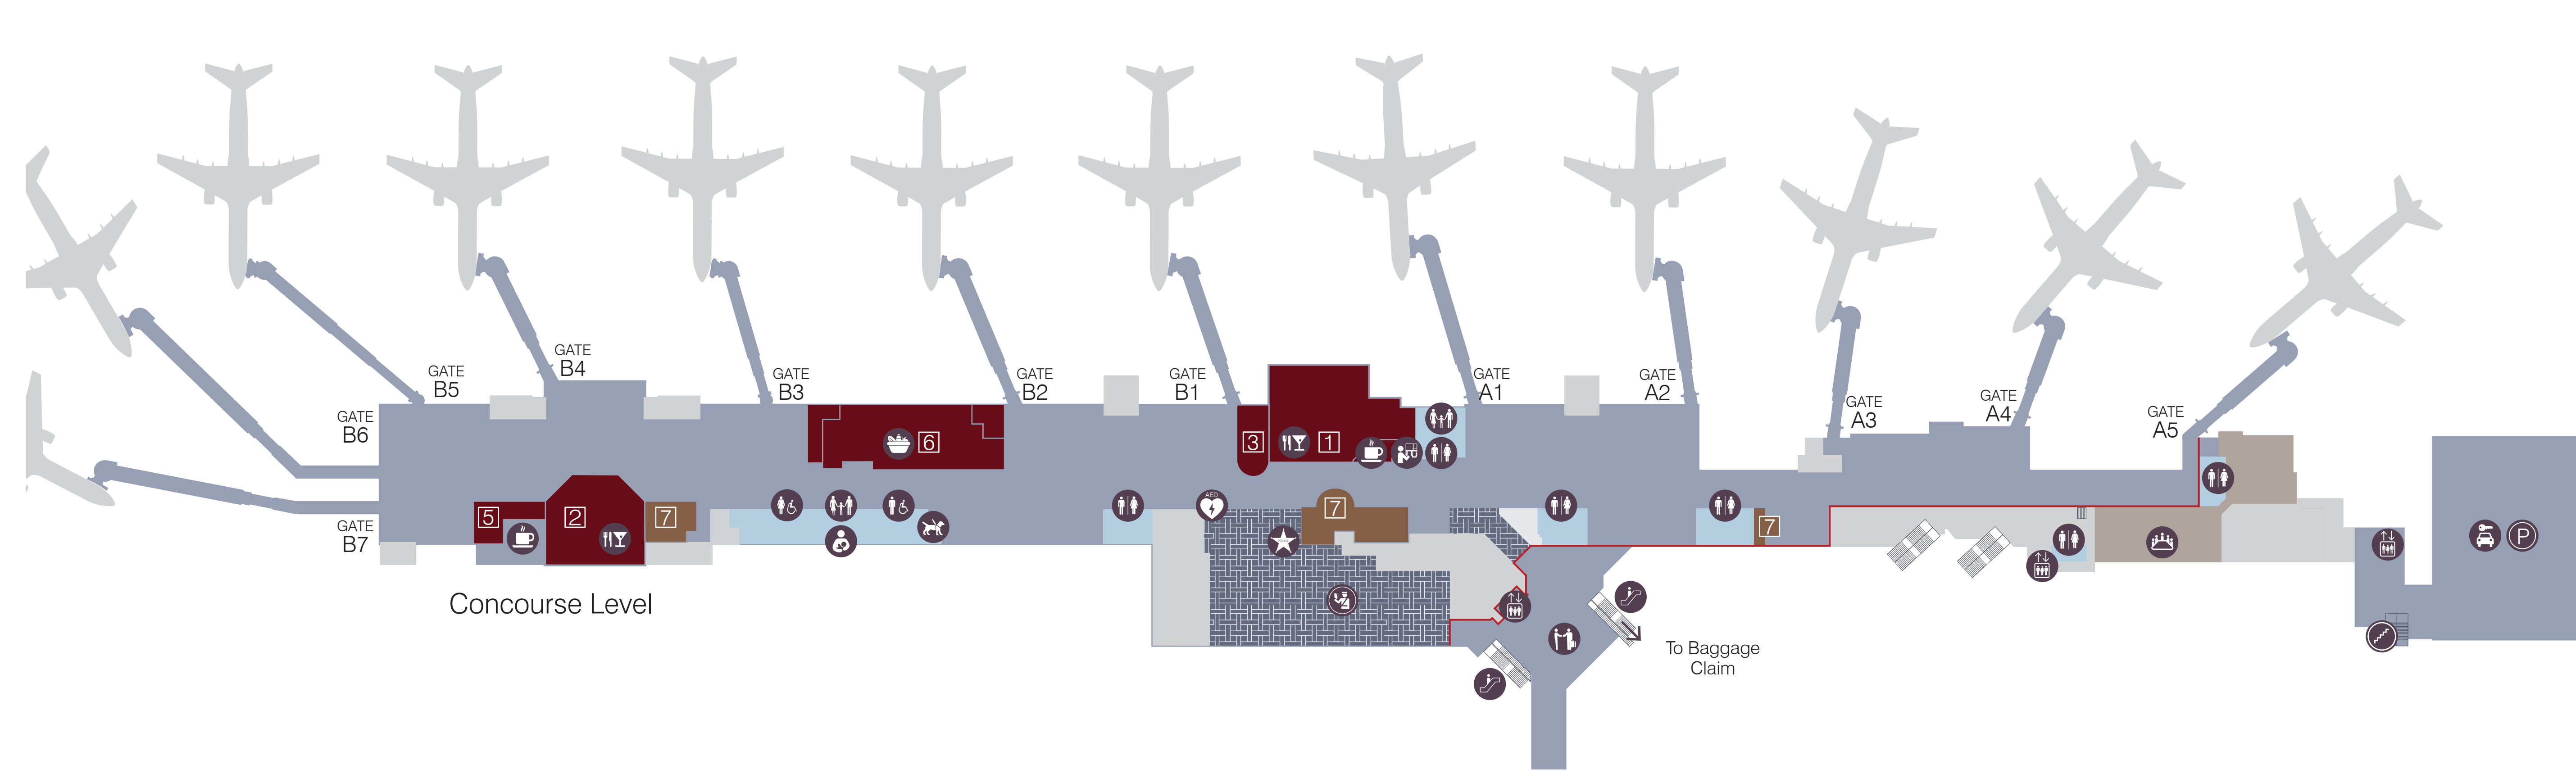 GATE
B4
GATE
B5
GATE
B3
GATE
B2
GATE
B1
GATE
A1
GATE
A2
GATE
A3
GATE
A4
GATE
A5
GATE
B6
GATE
B7
6
3
1
5
2
7
7
7
AED
P
Concourse Level
To Baggage
Claim